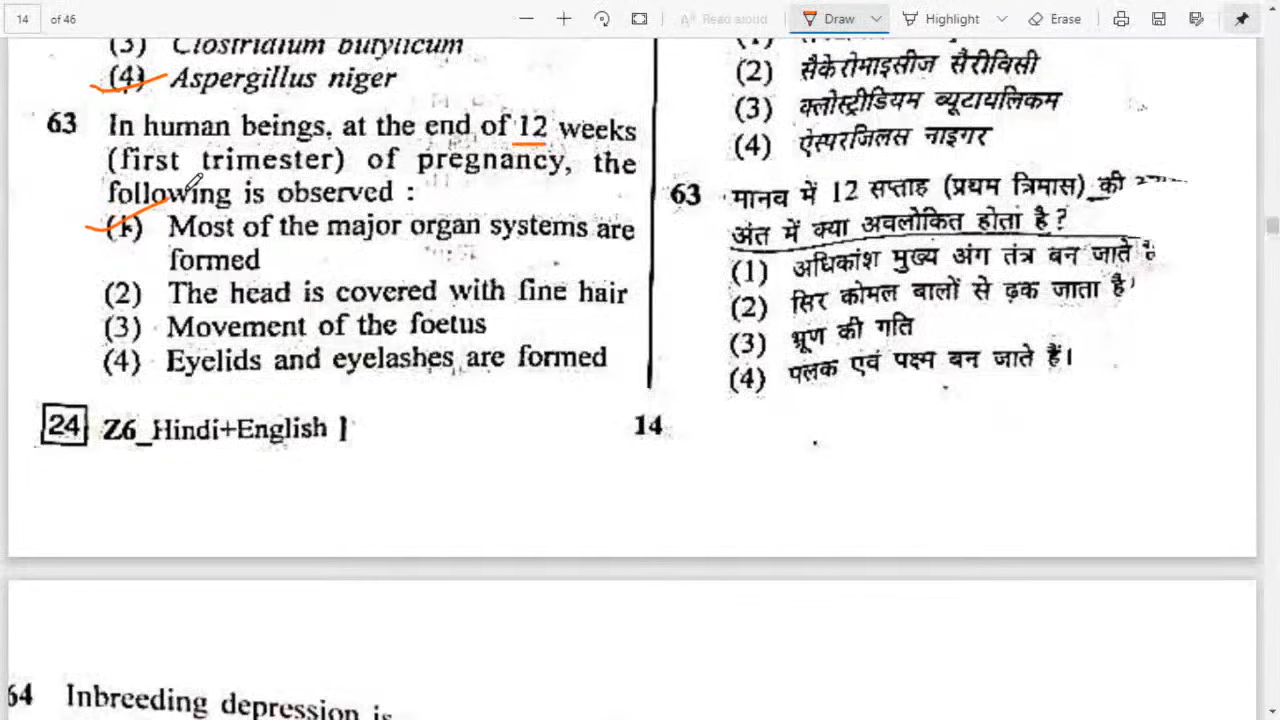 14 of 46
Read aloud
Draw
Highlight
Erase
(3) Clostridium butylicum
(4) Aspergillus niger
63 In human beings, at the end of 12 weeks
(first trimester) of pregnancy, the
following is observed :
(1) Most of the major organ systems are
formed
(2) The head is covered with fine hair
(3) Movement of the foetus
(4) Eyelids and eyelashes are formed
(2) सैकेरोमाइसीज सैरीविसी
(3) क्लोस्ट्रीडियम ब्यूटायलिकम
(4) ऐस्परजिलस नाइगर
63 मानव में 12 सप्ताह (प्रथम त्रिमास) की
अंत में क्या अवलोकित होता है?
(1) अधिकांश मुख्य अंग तंत्र बन जाते
(2) सिर कोमल बालों से ढ़क जाता है।
(3) भ्रूण की गति
(4) पलक एवं पक्ष्म बन जाते हैं।
24 Z6_Hindi+English ]
14
64 Inbreeding depression is